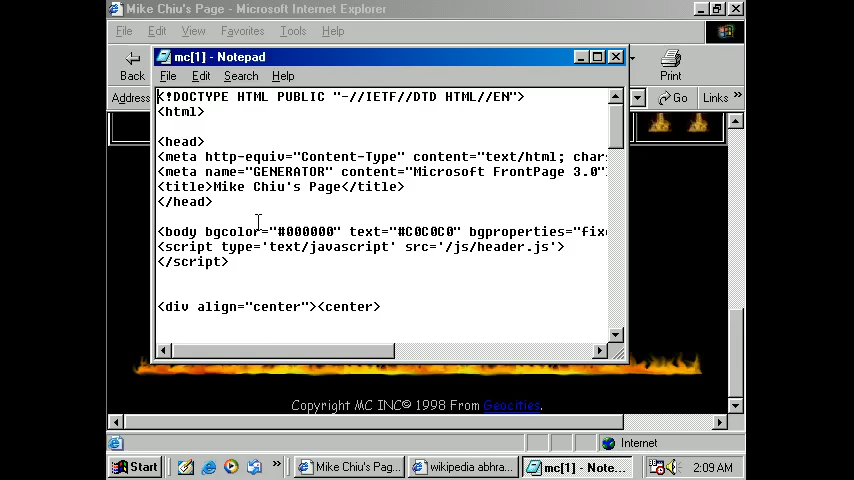 Mike Chiu's Page - Microsoft Internet Explorer
File Edit View Favorites Tools Help
Back
Print
Address
Go Links »
mc[1] - Notepad
File Edit Search Help
<!DOCTYPE HTML PUBLIC "-//IETF//DTD HTML//EN">
<html>
<head>
<meta http-equiv="Content-Type" content="text/html; char
<meta name="GENERATOR" content="Microsoft FrontPage 3.0"
<title>Mike Chiu's Page</title>
</head>
<body bgcolor="#000000" text="#C0C0C0" bgproperties="fix
<script type='text/javascript' src='/js/header.js'>
</script>
<div align="center"><center>
Copyright MC INC© 1998 From Geocities.
Internet
Start » Mike Chiu's Pag... wikipedia abhra... mc[1] - Note... 2:09 AM